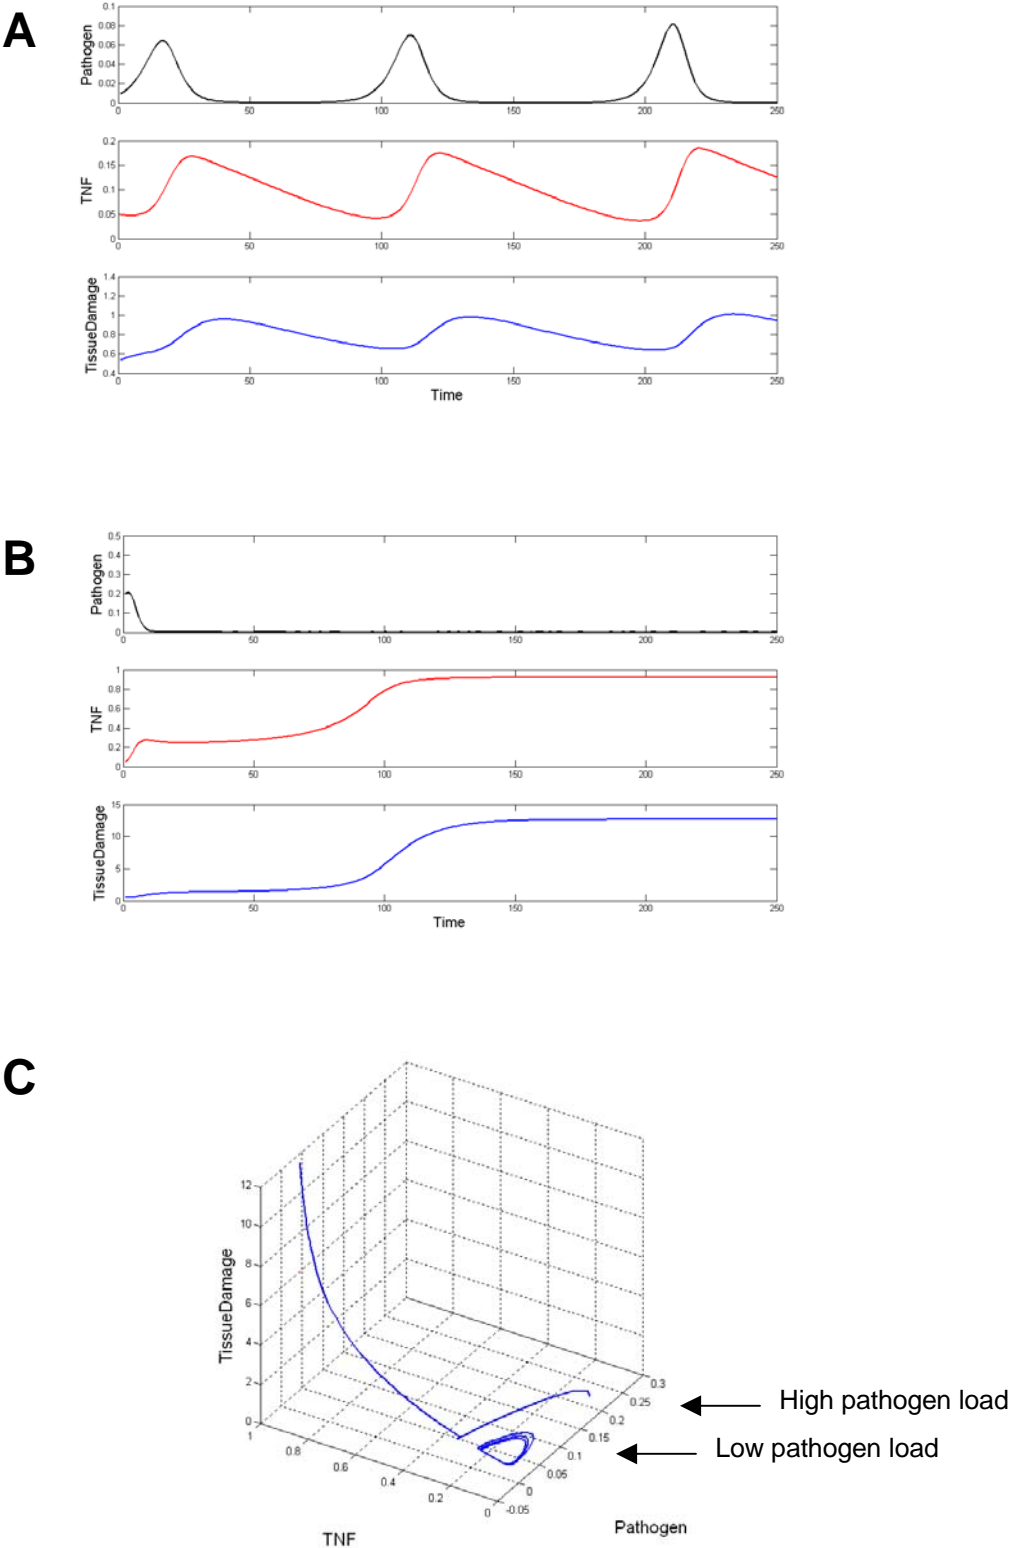 A
Pathogen
0.1
0.08
0.06
0.04
0.02
0
0 50 100 150 200 250
TNF
0.2
0.15
0.1
0.05
0
0 50 100 150 200 250
TissueDamage
1.4
1.2
1
0.8
0.6
0.4
0 50 100 150 200 250
Time
B
Pathogen
0.5
0.4
0.3
0.2
0.1
0
0 50 100 150 200 250
TNF
1
0.8
0.6
0.4
0.2
0
0 50 100 150 200 250
TissueDamage
15
10
5
0
0 50 100 150 200 250
Time
C
TissueDamage
12
10
8
6
4
2
0
1
0.8
0.6
0.4
0.2
0
TNF
0.3
0.25
0.2
0.15
0.1
0.05
0
-0.05
Pathogen
High pathogen load
Low pathogen load